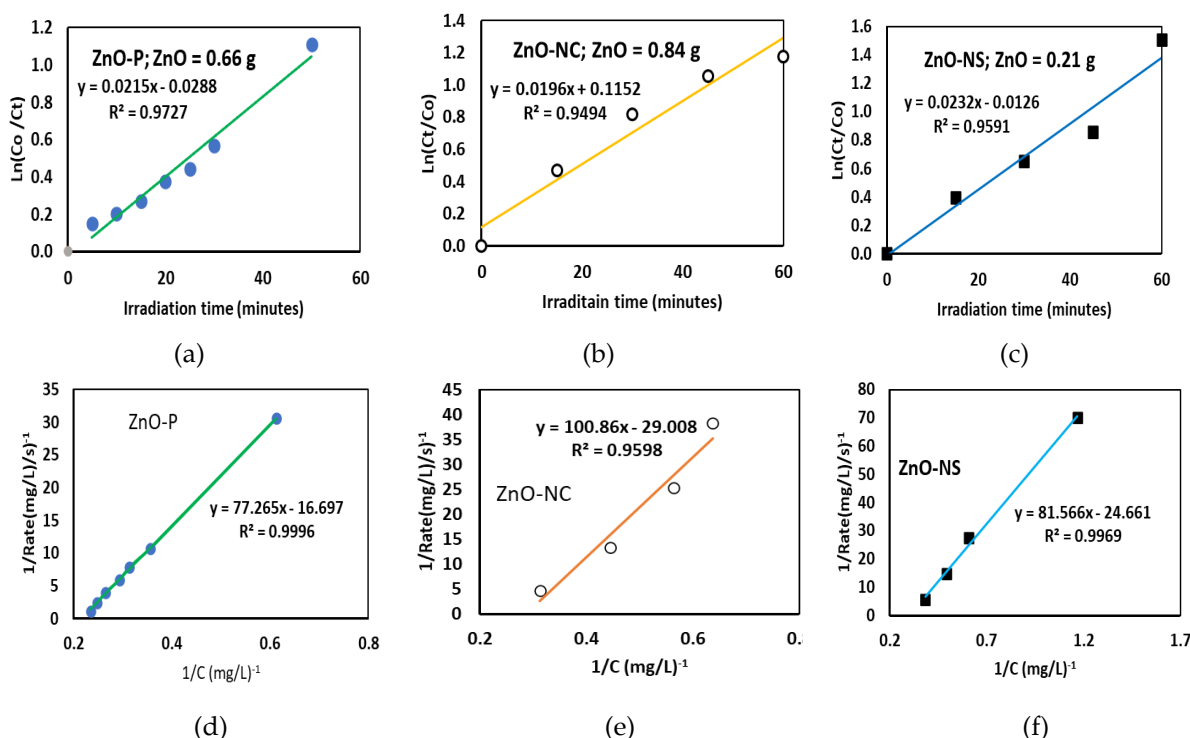 ZnO-P; ZnO = 0.66 g
y = 0.0215x - 0.0288
R² = 0.9727
Ln(Co /Ct)
1.2
1.0
0.8
0.6
0.4
0.2
0.0
0 20 40 60
Irradiation time (minutes)
(a)
ZnO-NC; ZnO = 0.84 g
y = 0.0196x + 0.1152
R² = 0.9494
Ln(Ct/Co)
1.4
1.2
1.0
0.8
0.6
0.4
0.2
0.0
0 20 40 60
Irraditain time (minutes)
(b)
ZnO-NS; ZnO = 0.21 g
y = 0.0232x - 0.0126
R² = 0.9591
Ln(Ct/Co)
1.6
1.4
1.2
1.0
0.8
0.6
0.4
0.2
0.0
0 20 40 60
Irradiation time (minutes)
(c)
ZnO-P
y = 77.265x - 16.697
R² = 0.9996
1/Rate(mg/L)/s)⁻¹
35
30
25
20
15
10
5
0
0.2 0.4 0.6 0.8
1/C (mg/L)⁻¹
(d)
y = 100.86x - 29.008
R² = 0.9598
ZnO-NC
1/Rate(mg/L)/s)⁻¹
45
40
35
30
25
20
15
10
5
0
0.2 0.4 0.6
1/C (mg/L)⁻¹
(e)
ZnO-NS
y = 81.566x - 24.661
R² = 0.9969
1/Rate(mg/L)/s)⁻¹
80
70
60
50
40
30
20
10
0
0.2 0.7 1.2 1.7
1/C (mg/L)⁻¹
(f)